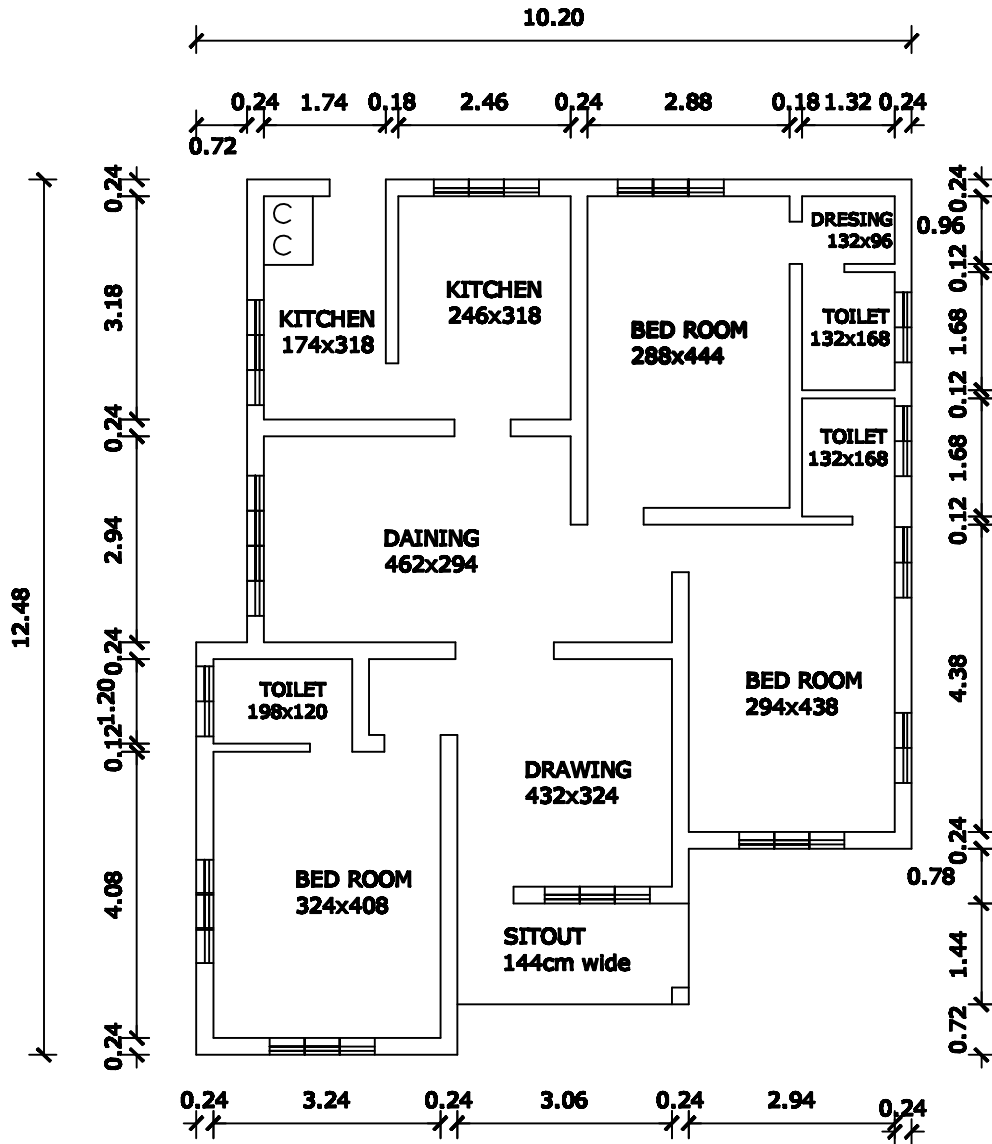 10.20
0.24 1.74 0.18 2.46 0.24 2.88 0.18 1.32 0.24
0.72
0.24
3.18
0.24
2.94
0.24
1.20
0.12
4.08
0.24
12.48
DRESING
132x96
KITCHEN
246x318
KITCHEN
174x318
BED ROOM
288x444
TOILET
132x168
TOILET
132x168
DAINING
462x294
TOILET
198x120
BED ROOM
294x438
DRAWING
432x324
BED ROOM
324x408
SITOUT
144cm wide
0.24
0.96
0.12
1.68
0.12
1.68
0.12
4.38
0.24
0.78
1.44
0.72
0.24 3.24 0.24 3.06 0.24 2.94 0.24